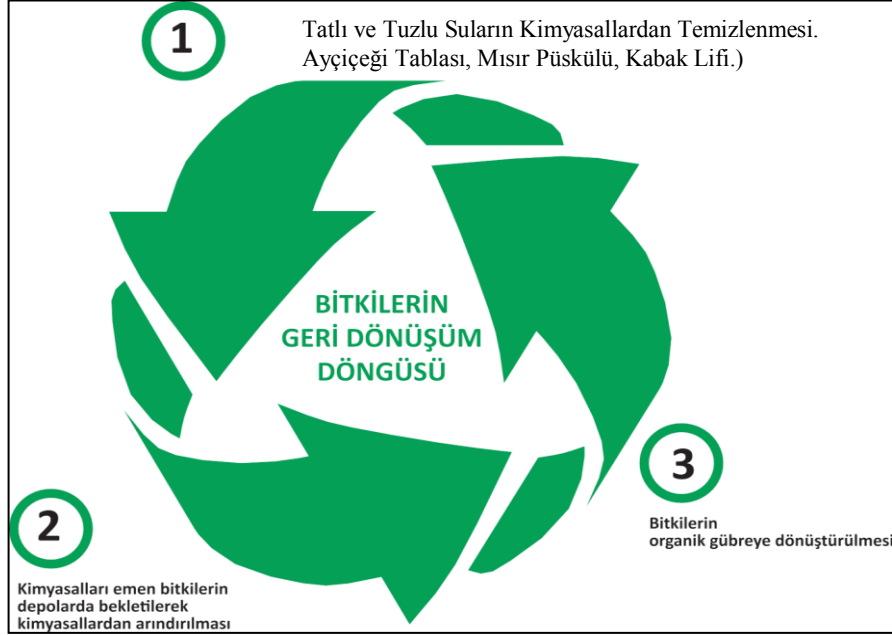 1
Tatlı ve Tuzlu Suların Kimyasallardan Temizlenmesi.
Ayçiçeği Tablası, Mısır Püskülü, Kabak Lifi.)
BİTKİLERİN
GERİ DÖNÜŞÜM
DÖNGÜSÜ
2
Kimyasalları emen bitkilerin
depolarda bekletilerek
kimyasallardan arındırılması
3
Bitkilerin
organik gübreye dönüştürülmesi